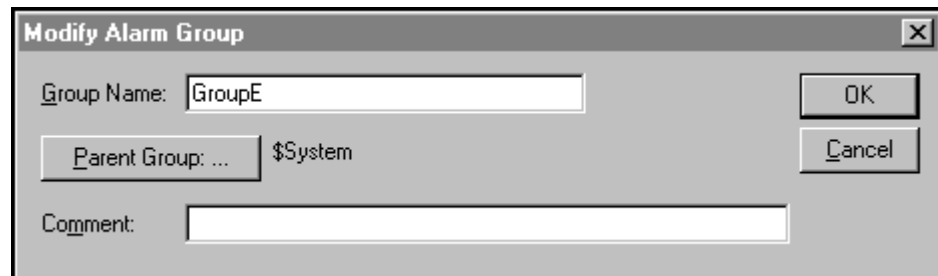 Modify Alarm Group
Group Name: GroupE
OK
Parent Group: ... $System
Cancel
Comment: